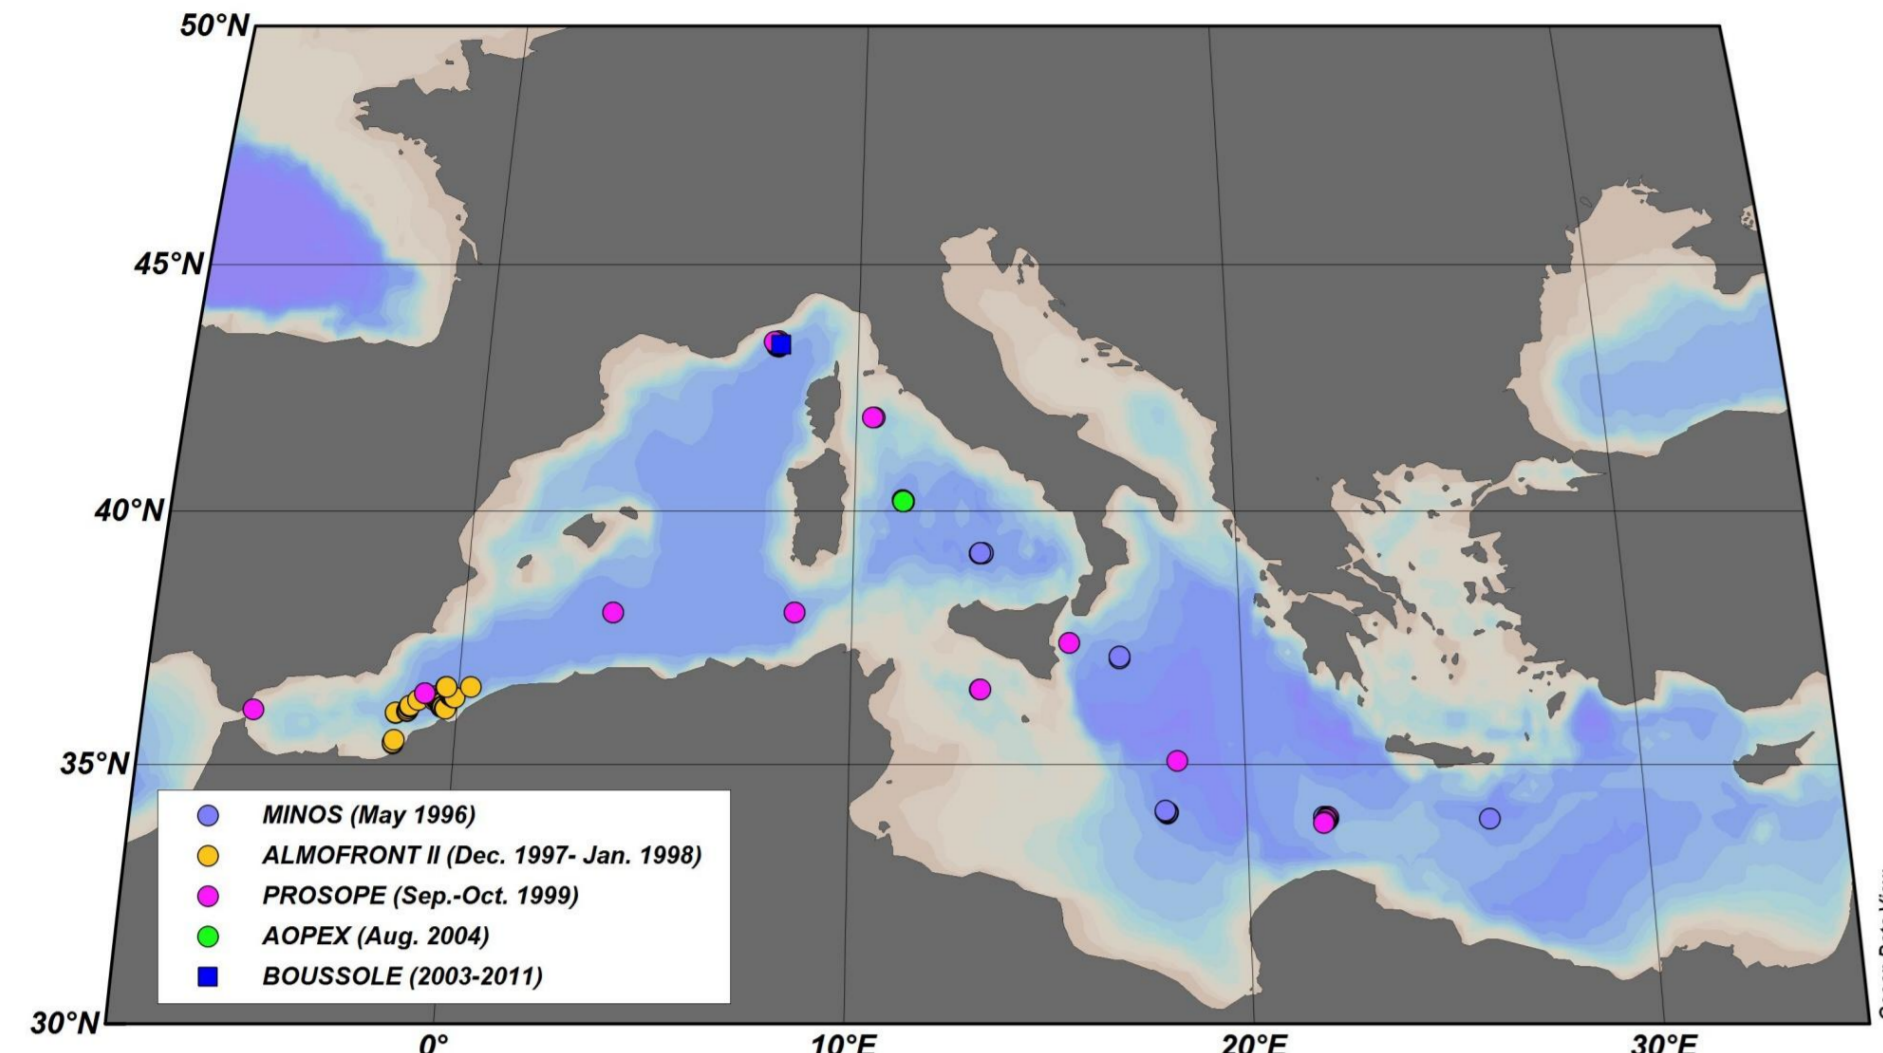 50°N
45°N
40°N
35°N
MINOS (May 1996)
ALMOFRONT II (Dec. 1997- Jan. 1998)
PROSOPE (Sep.-Oct. 1999)
AOPEX (Aug. 2004)
BOUSSOLE (2003-2011)
30°N
0°
10°E
20°E
30°E